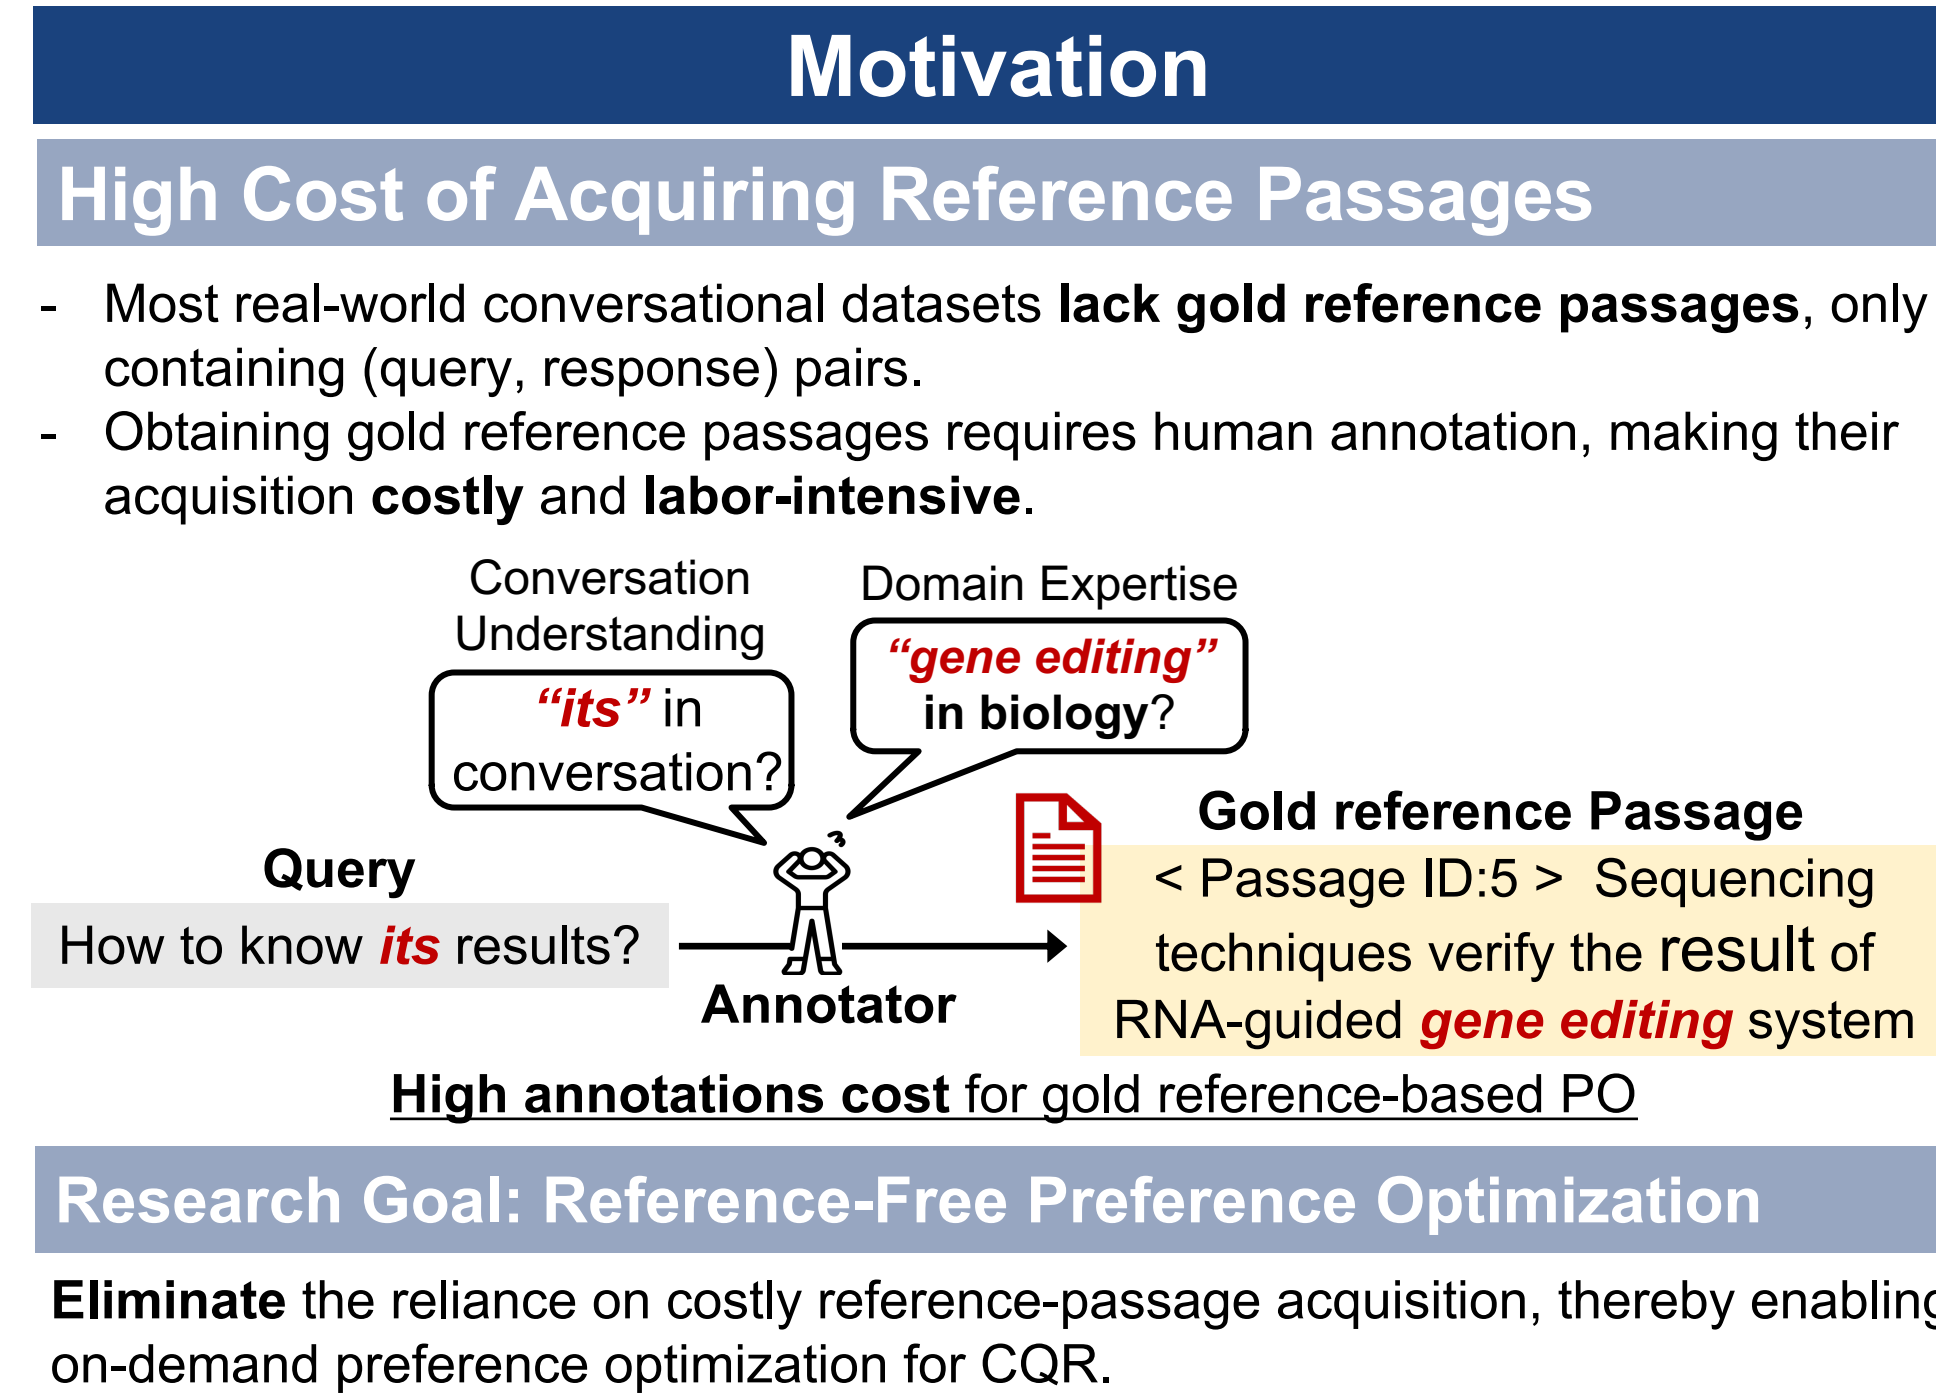 Motivation
High Cost of Acquiring Reference Passages
- Most real-world conversational datasets lack gold reference passages, only
containing (query, response) pairs.
- Obtaining gold reference passages requires human annotation, making their
acquisition costly and labor-intensive.
Conversation
Understanding
“its” in
conversation?
Domain Expertise
“gene editing”
in biology?
Query
How to know its results?
Annotator
Gold reference Passage
< Passage ID:5 > Sequencing
techniques verify the result of
RNA-guided gene editing system
High annotations cost for gold reference-based PO
Research Goal: Reference-Free Preference Optimization
Eliminate the reliance on costly reference-passage acquisition, thereby enabling
on-demand preference optimization for CQR.